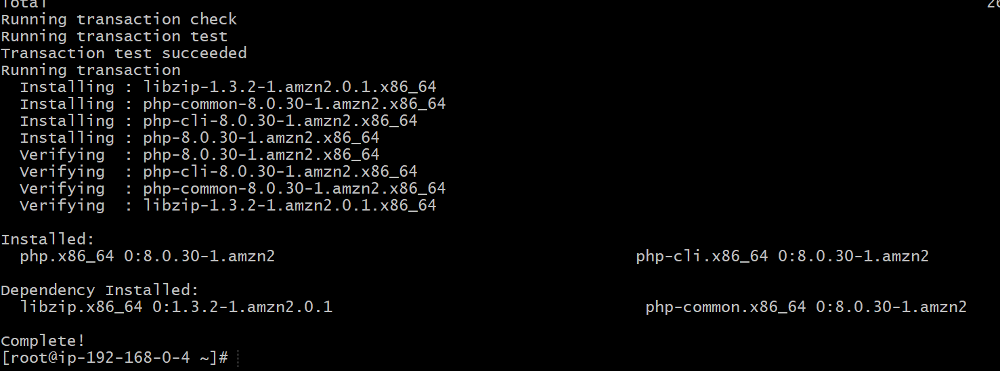 Total 26
Running transaction check
Running transaction test
Transaction test succeeded
Running transaction
  Installing : libzip-1.3.2-1.amzn2.0.1.x86_64
  Installing : php-common-8.0.30-1.amzn2.x86_64
  Installing : php-cli-8.0.30-1.amzn2.x86_64
  Installing : php-8.0.30-1.amzn2.x86_64
  Verifying  : php-8.0.30-1.amzn2.x86_64
  Verifying  : php-cli-8.0.30-1.amzn2.x86_64
  Verifying  : php-common-8.0.30-1.amzn2.x86_64
  Verifying  : libzip-1.3.2-1.amzn2.0.1.x86_64
Installed:
  php.x86_64 0:8.0.30-1.amzn2 php-cli.x86_64 0:8.0.30-1.amzn2
Dependency Installed:
  libzip.x86_64 0:1.3.2-1.amzn2.0.1 php-common.x86_64 0:8.0.30-1.amzn2
Complete!
[root@ip-192-168-0-4 ~]#